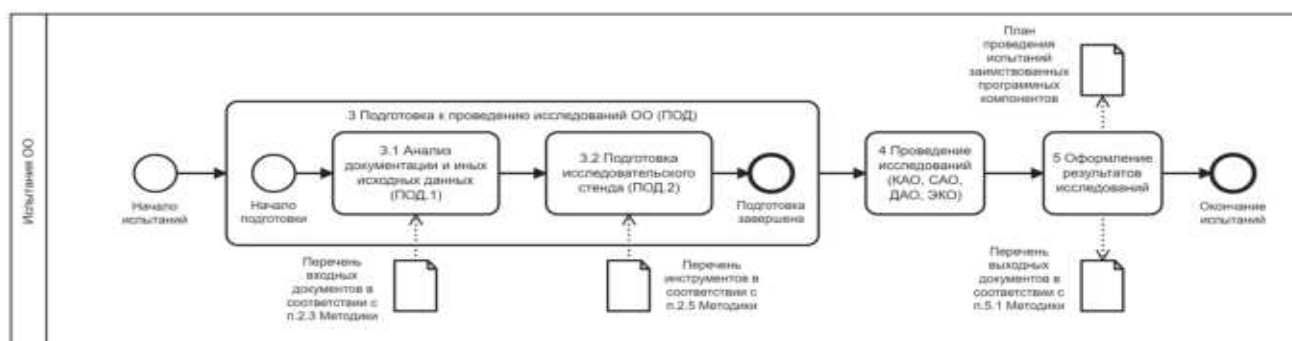 Испытания ОО
План
проведения
испытаний
заимствованных
программных
компонентов
3 Подготовка к проведению исследований ОО (ПОД)
Начало
испытаний
Начало
подготовки
3.1 Анализ
документации и иных
исходных данных
(ПОД.1)
3.2 Подготовка
исследовательского
стенда (ПОД.2)
Подготовка
завершена
4 Проведение
исследований
(КАО, САО,
ДАО, ЭКО)
5 Оформление
результатов
исследований
Окончание
испытаний
Перечень
входных
документов в
соответствии с
п.2.3 Методики
Перечень
инструментов в
соответствии с
п.2.5 Методики
Перечень
выходных
документов в
соответствии с
п.5.1 Методики